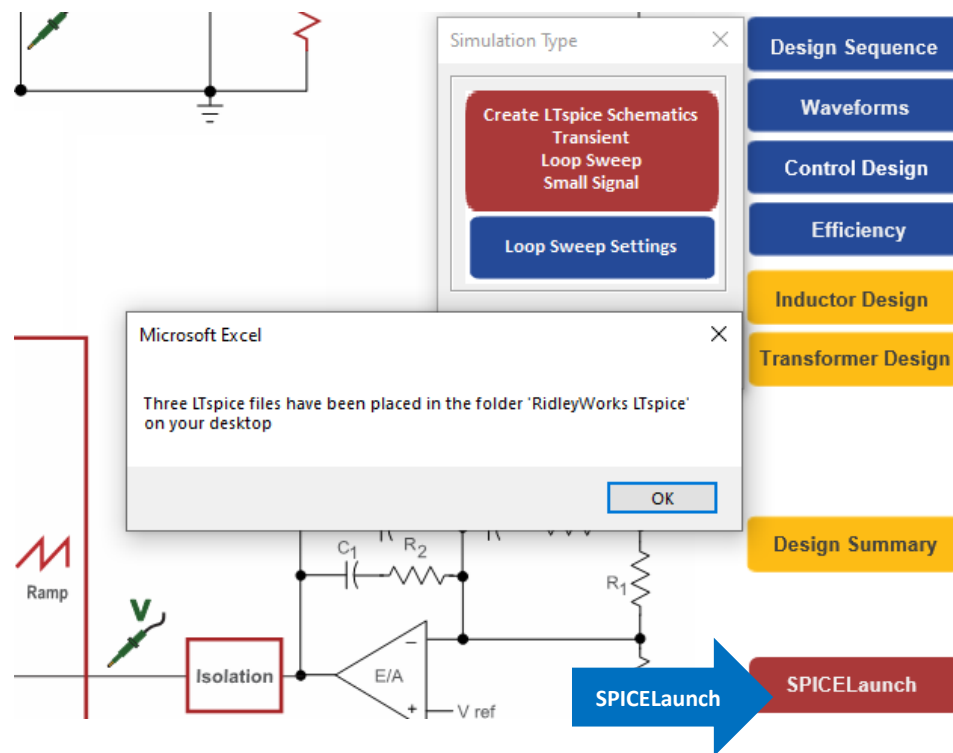 Simulation Type
Create LTspice Schematics
Transient
Loop Sweep
Small Signal
Loop Sweep Settings
Design Sequence
Waveforms
Control Design
Efficiency
Inductor Design
Transformer Design
Microsoft Excel
Three LTspice files have been placed in the folder 'RidleyWorks LTspice'
on your desktop
OK
Design Summary
C1
R2
R1
Ramp
V
Isolation
E/A
V ref
SPICELaunch
SPICELaunch